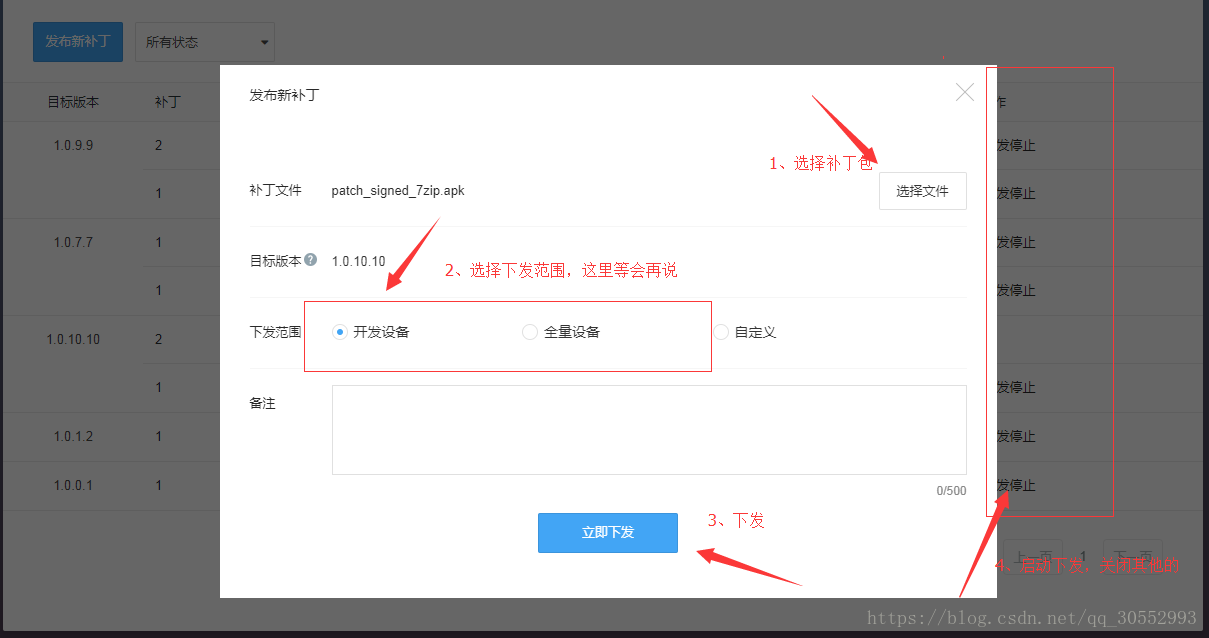 发布新补丁 所有状态
发布新补丁
目标版本 补丁 作
1.0.9.9 2 发停止
1、选择补丁包
补丁文件 patch_signed_7zip.apk 选择文件
1 发停止
1.0.7.7 1 发停止
目标版本 ? 1.0.10.10
2、选择下发范围，这里等会再说
1 发停止
下发范围 开发设备 全量设备 自定义
1.0.10.10 2
1 发停止
备注
1.0.1.2 1 发停止
1.0.0.1 1 发停止
0/500
立即下发
3、下发
上一页 1 下一页
下发，关闭其他的
https://blog.csdn.net/qq_30552993